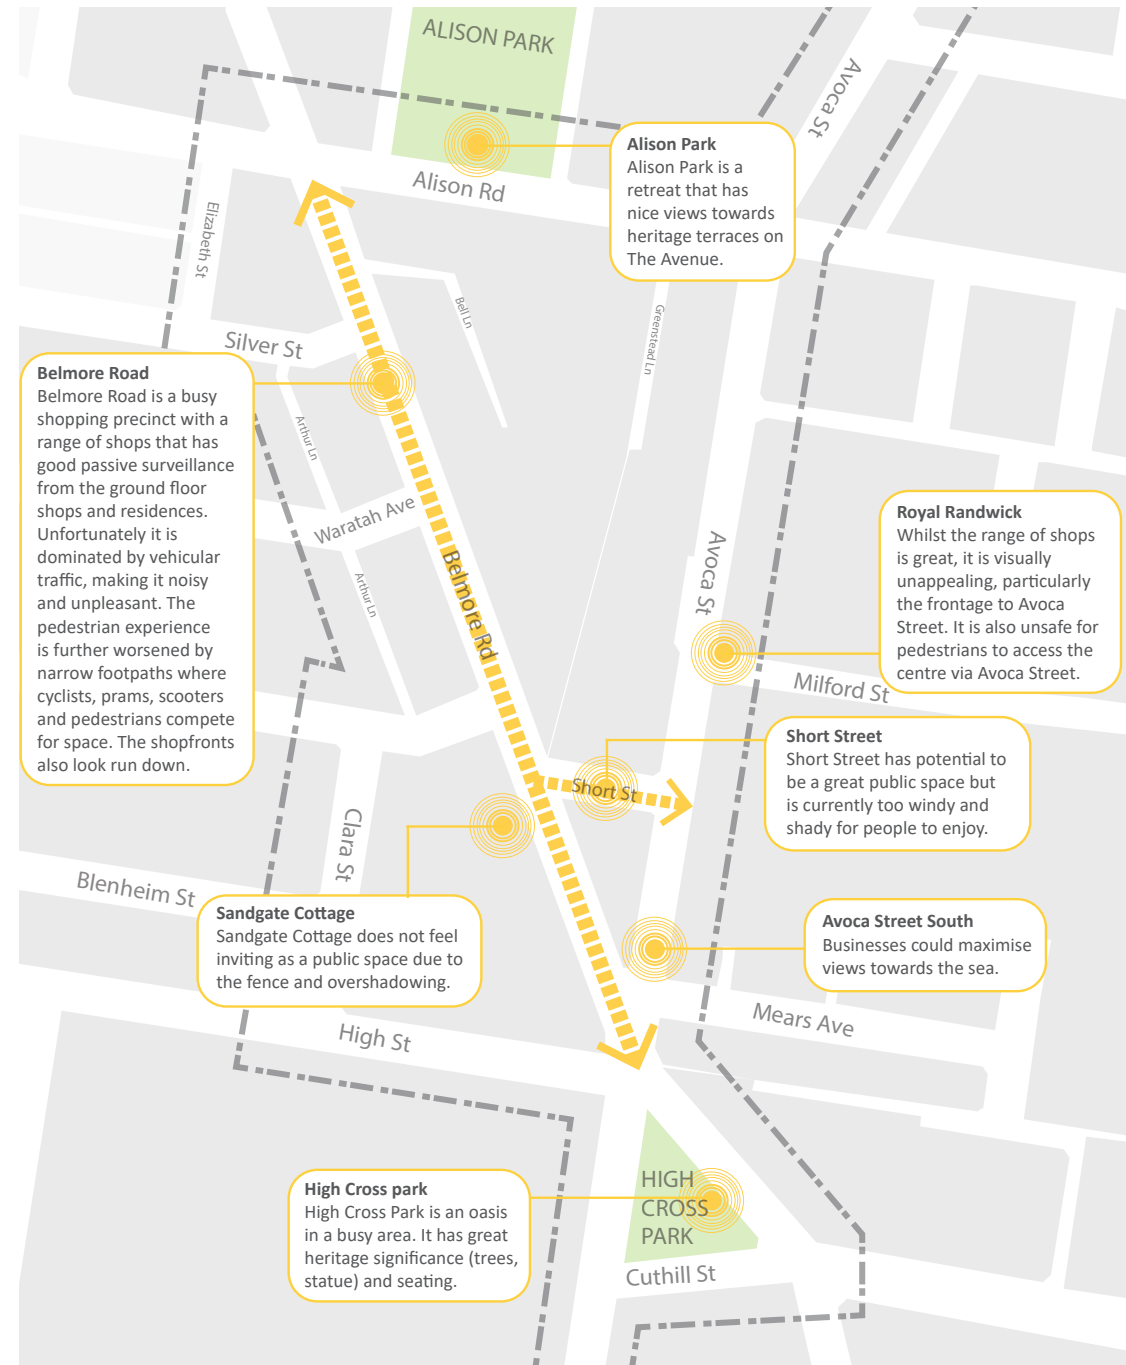 ALISON PARK
Avoca St
Alison Park
Alison Park is a
retreat that has
nice views towards
heritage terraces on
The Avenue.
Alison Rd
Elizabeth St
Bell Ln
Greenstead Ln
Silver St
Belmore Road
Belmore Road is a busy
shopping precinct with a
range of shops that has
good passive surveillance
from the ground floor
shops and residences.
Unfortunately it is
dominated by vehicular
traffic, making it noisy
and unpleasant. The
pedestrian experience
is further worsened by
narrow footpaths where
cyclists, prams, scooters
and pedestrians compete
for space. The shopfronts
also look run down.
Arthur Ln
Waratah Ave
Arthur Ln
Belmore Rd
Avoca St
Royal Randwick
Whilst the range of shops
is great, it is visually
unappealing, particularly
the frontage to Avoca
Street. It is also unsafe for
pedestrians to access the
centre via Avoca Street.
Milford St
Short Street
Short Street has potential to
be a great public space but
is currently too windy and
shady for people to enjoy.
Short St
Clara St
Blenheim St
Sandgate Cottage
Sandgate Cottage does not feel
inviting as a public space due to
the fence and overshadowing.
Avoca Street South
Businesses could maximise
views towards the sea.
Mears Ave
High St
High Cross park
High Cross Park is an oasis
in a busy area. It has great
heritage significance (trees,
statue) and seating.
HIGH
CROSS
PARK
Cuthill St